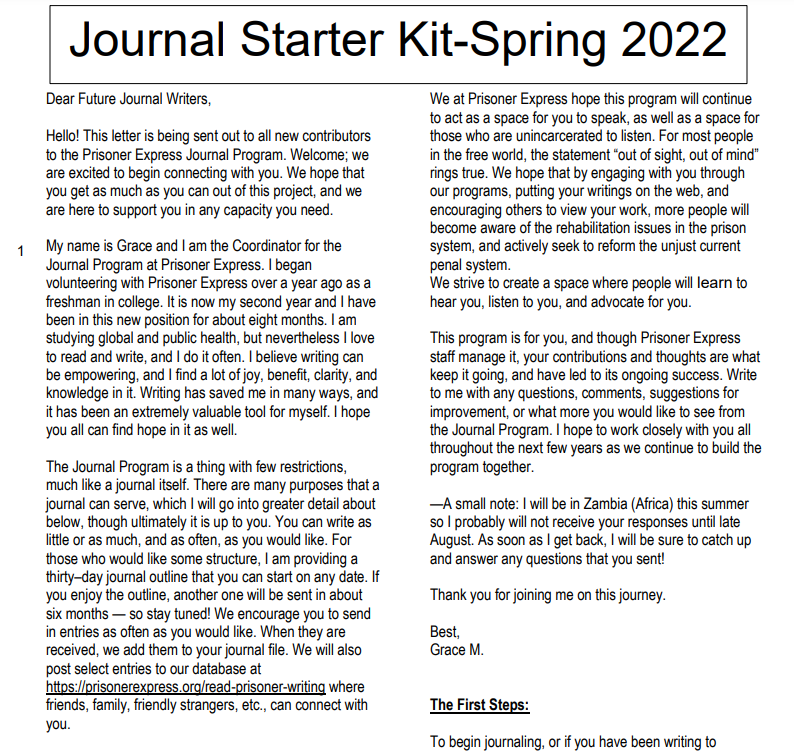 Journal Starter Kit-Spring 2022
Dear Future Journal Writers,
Hello! This letter is being sent out to all new contributors
to the Prisoner Express Journal Program. Welcome; we
are excited to begin connecting with you. We hope that
you get as much as you can out of this project, and we
are here to support you in any capacity you need.
1
My name is Grace and I am the Coordinator for the
Journal Program at Prisoner Express. I began
volunteering with Prisoner Express over a year ago as a
freshman in college. It is now my second year and I have
been in this new position for about eight months. I am
studying global and public health, but nevertheless I love
to read and write, and I do it often. I believe writing can
be empowering, and I find a lot of joy, benefit, clarity, and
knowledge in it. Writing has saved me in many ways, and
it has been an extremely valuable tool for myself. I hope
you all can find hope in it as well.
The Journal Program is a thing with few restrictions,
much like a journal itself. There are many purposes that a
journal can serve, which I will go into greater detail about
below, though ultimately it is up to you. You can write as
little or as much, and as often, as you would like. For
those who would like some structure, I am providing a
thirty–day journal outline that you can start on any date. If
you enjoy the outline, another one will be sent in about
six months — so stay tuned! We encourage you to send
in entries as often as you would like. When they are
received, we add them to your journal file. We will also
post select entries to our database at
https://prisonerexpress.org/read-prisoner-writing where
friends, family, friendly strangers, etc., can connect with
you.
We at Prisoner Express hope this program will continue
to act as a space for you to speak, as well as a space for
those who are unincarcerated to listen. For most people
in the free world, the statement “out of sight, out of mind”
rings true. We hope that by engaging with you through
our programs, putting your writings on the web, and
encouraging others to view your work, more people will
become aware of the rehabilitation issues in the prison
system, and actively seek to reform the unjust current
penal system.
We strive to create a space where people will learn to
hear you, listen to you, and advocate for you.
This program is for you, and though Prisoner Express
staff manage it, your contributions and thoughts are what
keep it going, and have led to its ongoing success. Write
to me with any questions, comments, suggestions for
improvement, or what more you would like to see from
the Journal Program. I hope to work closely with you all
throughout the next few years as we continue to build the
program together.
—A small note: I will be in Zambia (Africa) this summer
so I probably will not receive your responses until late
August. As soon as I get back, I will be sure to catch up
and answer any questions that you sent!
Thank you for joining me on this journey.
Best,
Grace M.
The First Steps:
To begin journaling, or if you have been writing to